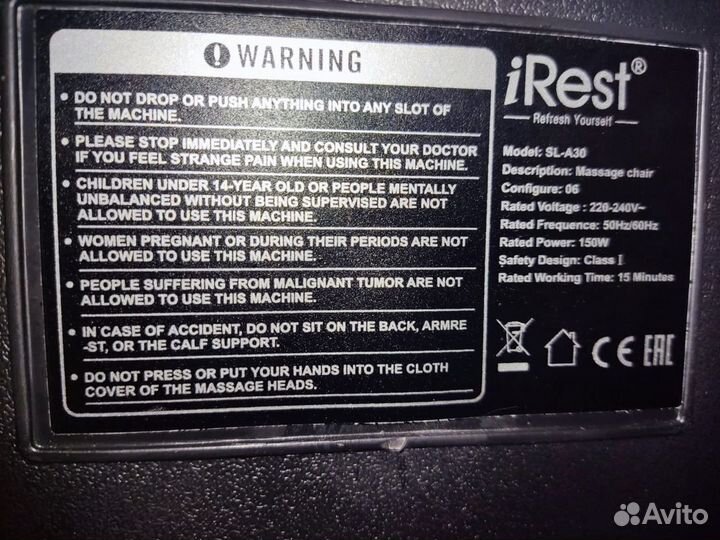 WARNING
• DO NOT DROP OR PUSH ANYTHING INTO ANY SLOT OF
THE MACHINE.
• PLEASE STOP IMMEDIATELY AND CONSULT YOUR DOCTOR
IF YOU FEEL STRANGE PAIN WHEN USING THIS MACHINE.
• CHILDREN UNDER 14-YEAR OLD OR PEOPLE MENTALLY
UNBALANCED WITHOUT BEING SUPERVISED ARE NOT
ALLOWED TO USE THIS MACHINE.
• WOMEN PREGNANT OR DURING THEIR PERIODS ARE NOT
ALLOWED TO USE THIS MACHINE.
• PEOPLE SUFFERING FROM MALIGNANT TUMOR ARE NOT
ALLOWED TO USE THIS MACHINE.
• IN CASE OF ACCIDENT, DO NOT SIT ON THE BACK, ARMRE
-ST, OR THE CALF SUPPORT.
• DO NOT PRESS OR PUT YOUR HANDS INTO THE CLOTH
COVER OF THE MASSAGE HEADS.
iRest®
Refresh Yourself
Model: SL-A30
Description: Massage chair
Configure: 06
Rated Voltage : 220-240V~
Rated Frequence: 50Hz/60Hz
Rated Power: 150W
Safety Design: Class I
Rated Working Time: 15 Minutes
CE EAC
Avito